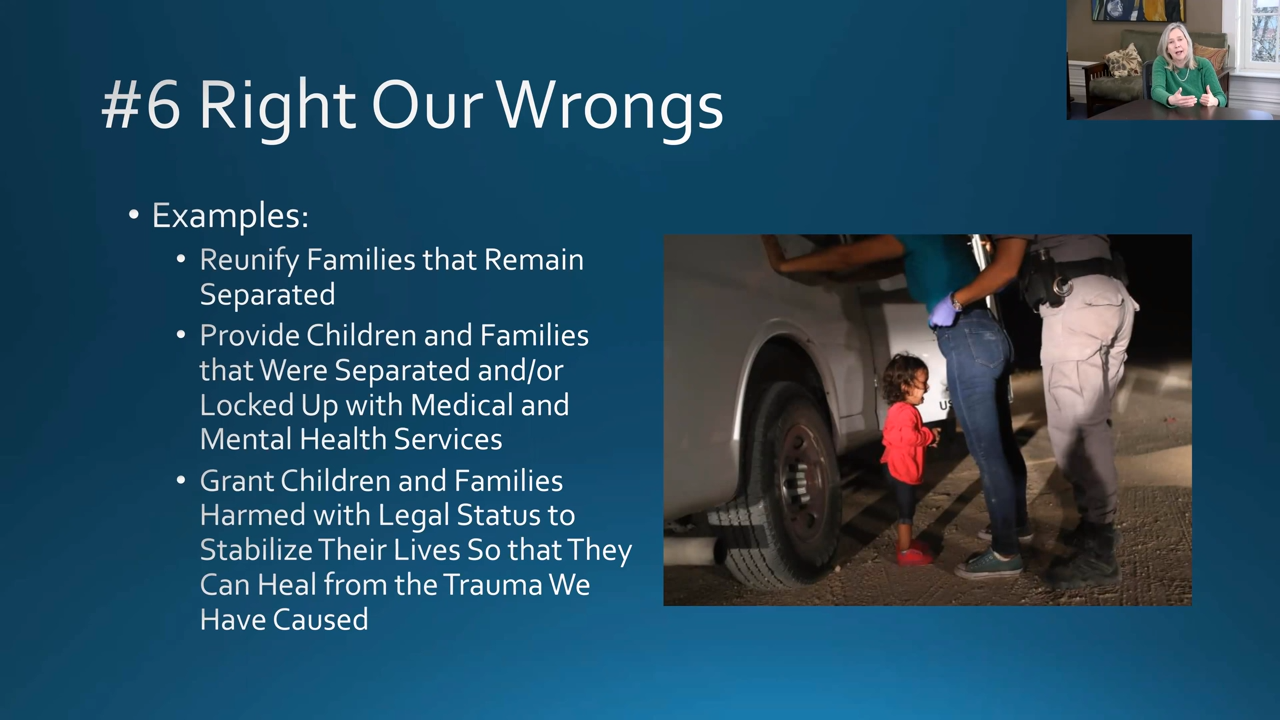 #6 Right Our Wrongs
• Examples:
• Reunify Families that Remain
Separated
• Provide Children and Families
that Were Separated and/or
Locked Up with Medical and
Mental Health Services
• Grant Children and Families
Harmed with Legal Status to
Stabilize Their Lives So that They
Can Heal from the Trauma We
Have Caused
US